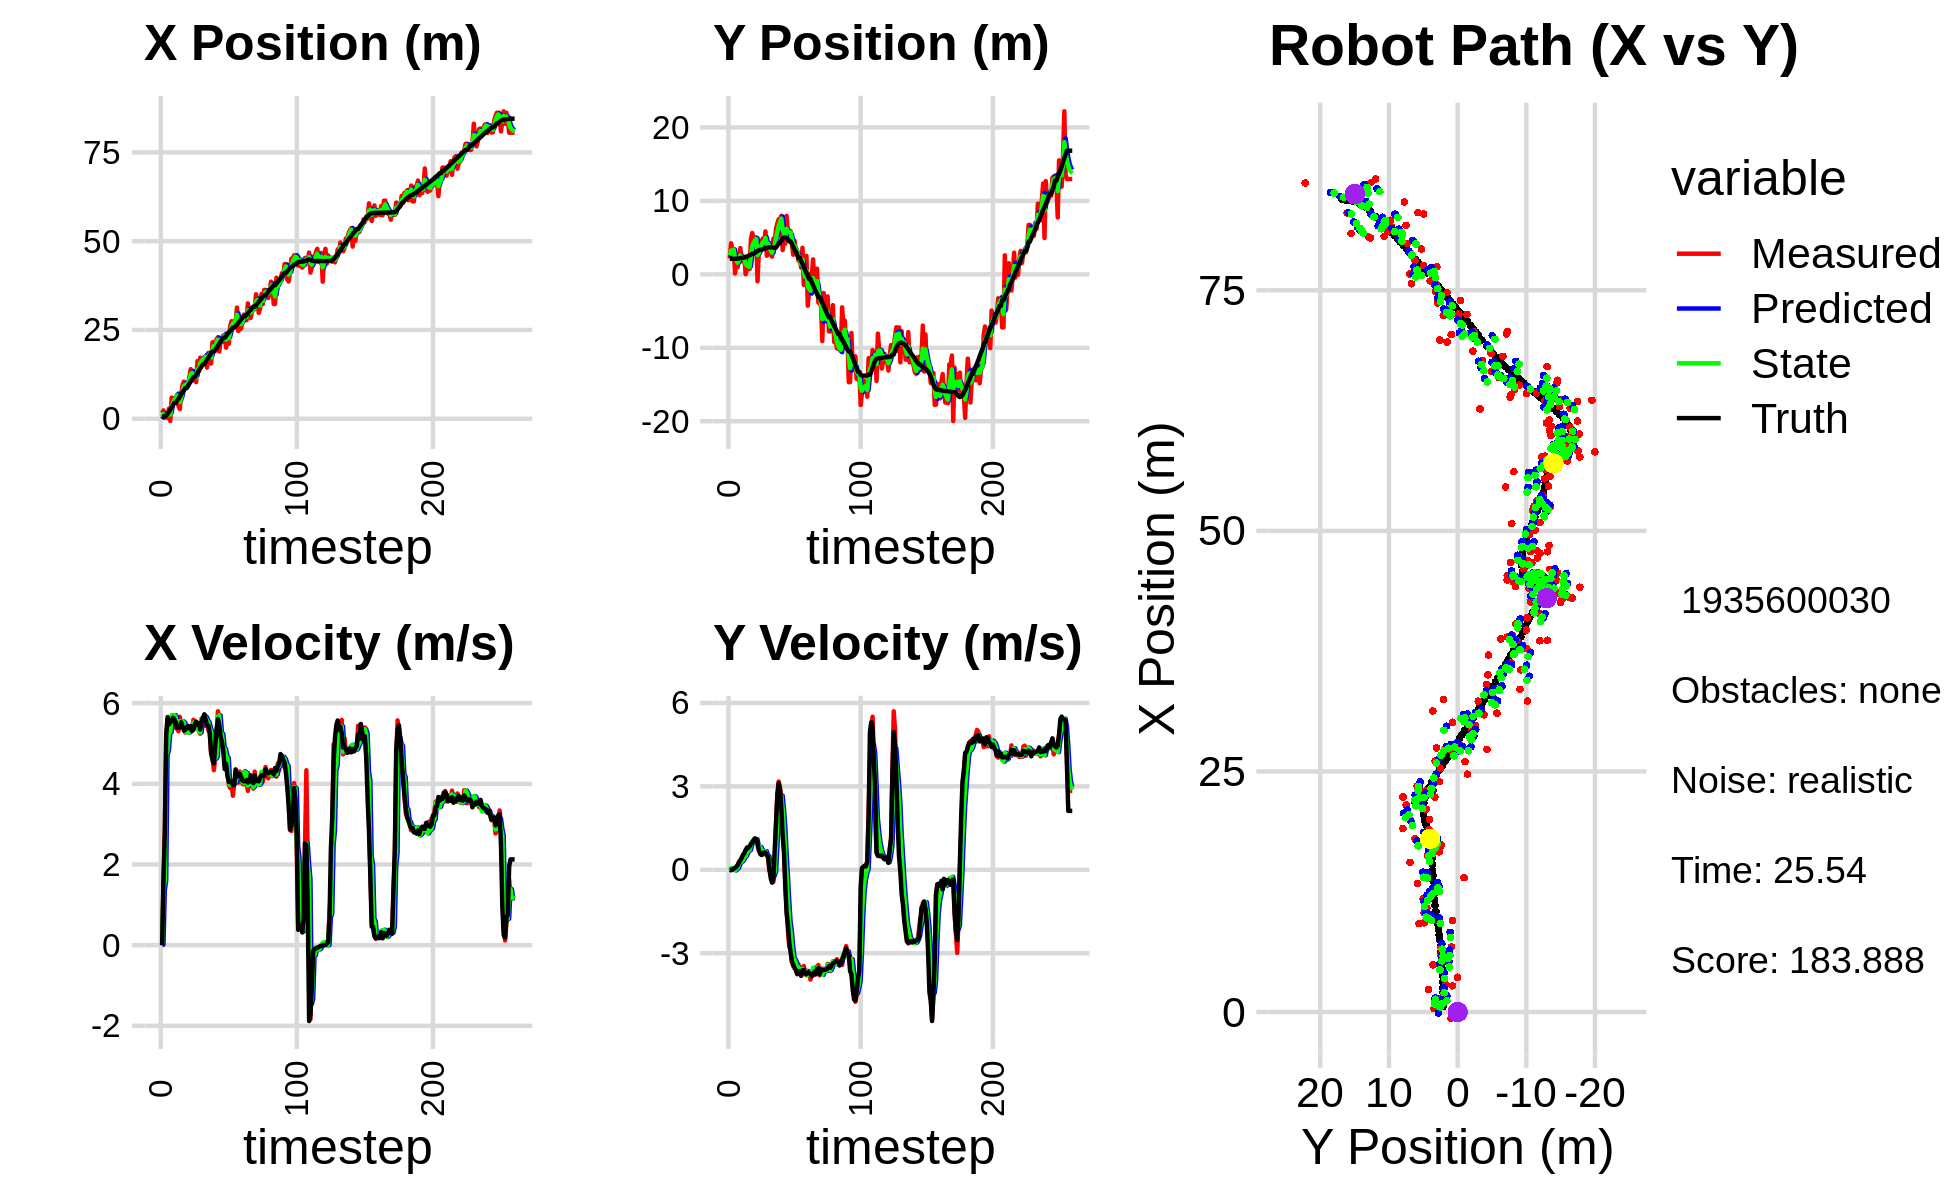 X Position (m)
75
50
25
0
0
100
200
timestep
Y Position (m)
20
10
0
-10
-20
0
100
200
timestep
X Velocity (m/s)
6
4
2
0
-2
0
100
200
timestep
Y Velocity (m/s)
6
3
0
-3
0
100
200
timestep
Robot Path (X vs Y)
X Position (m)
75
50
25
0
20 10 0 -10 -20
Y Position (m)
variable
Measured
Predicted
State
Truth
1935600030
Obstacles: none
Noise: realistic
Time: 25.54
Score: 183.888